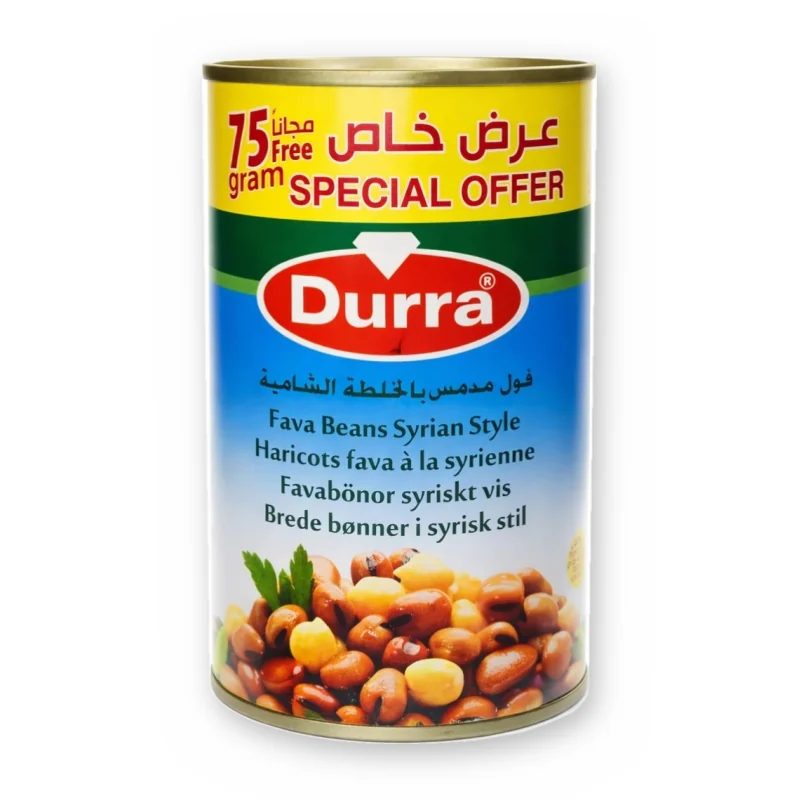 75 مجاناً
Free
gram
عرض خاص
SPECIAL OFFER
Durra®
فول مدمس بالخلطة الشامية
Fava Beans Syrian Style
Haricots fava à la syrienne
Favabönor syriskt vis
Brede bønner i syrisk stil